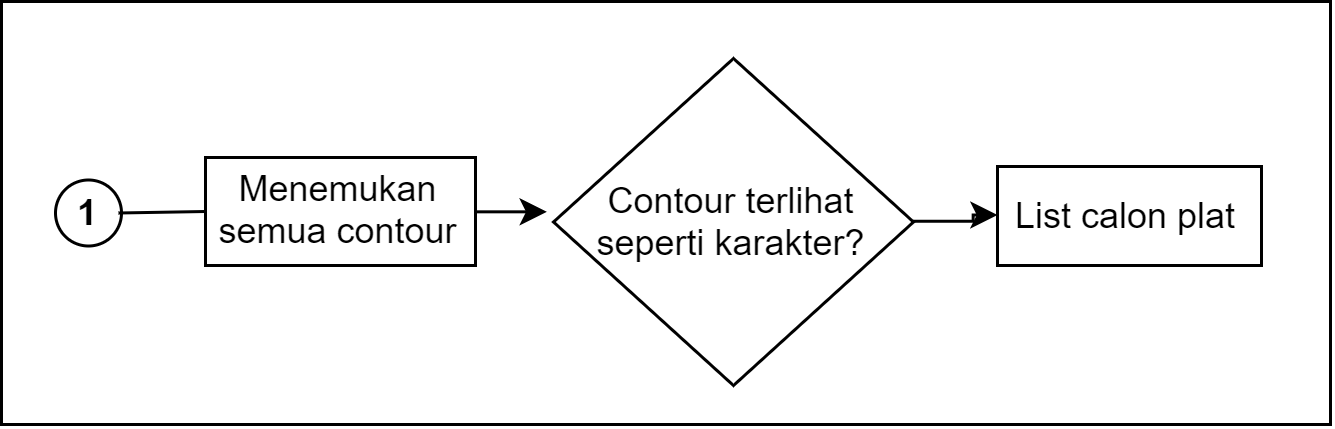 1
Menemukan
semua contour
Contour terlihat
seperti karakter?
List calon plat